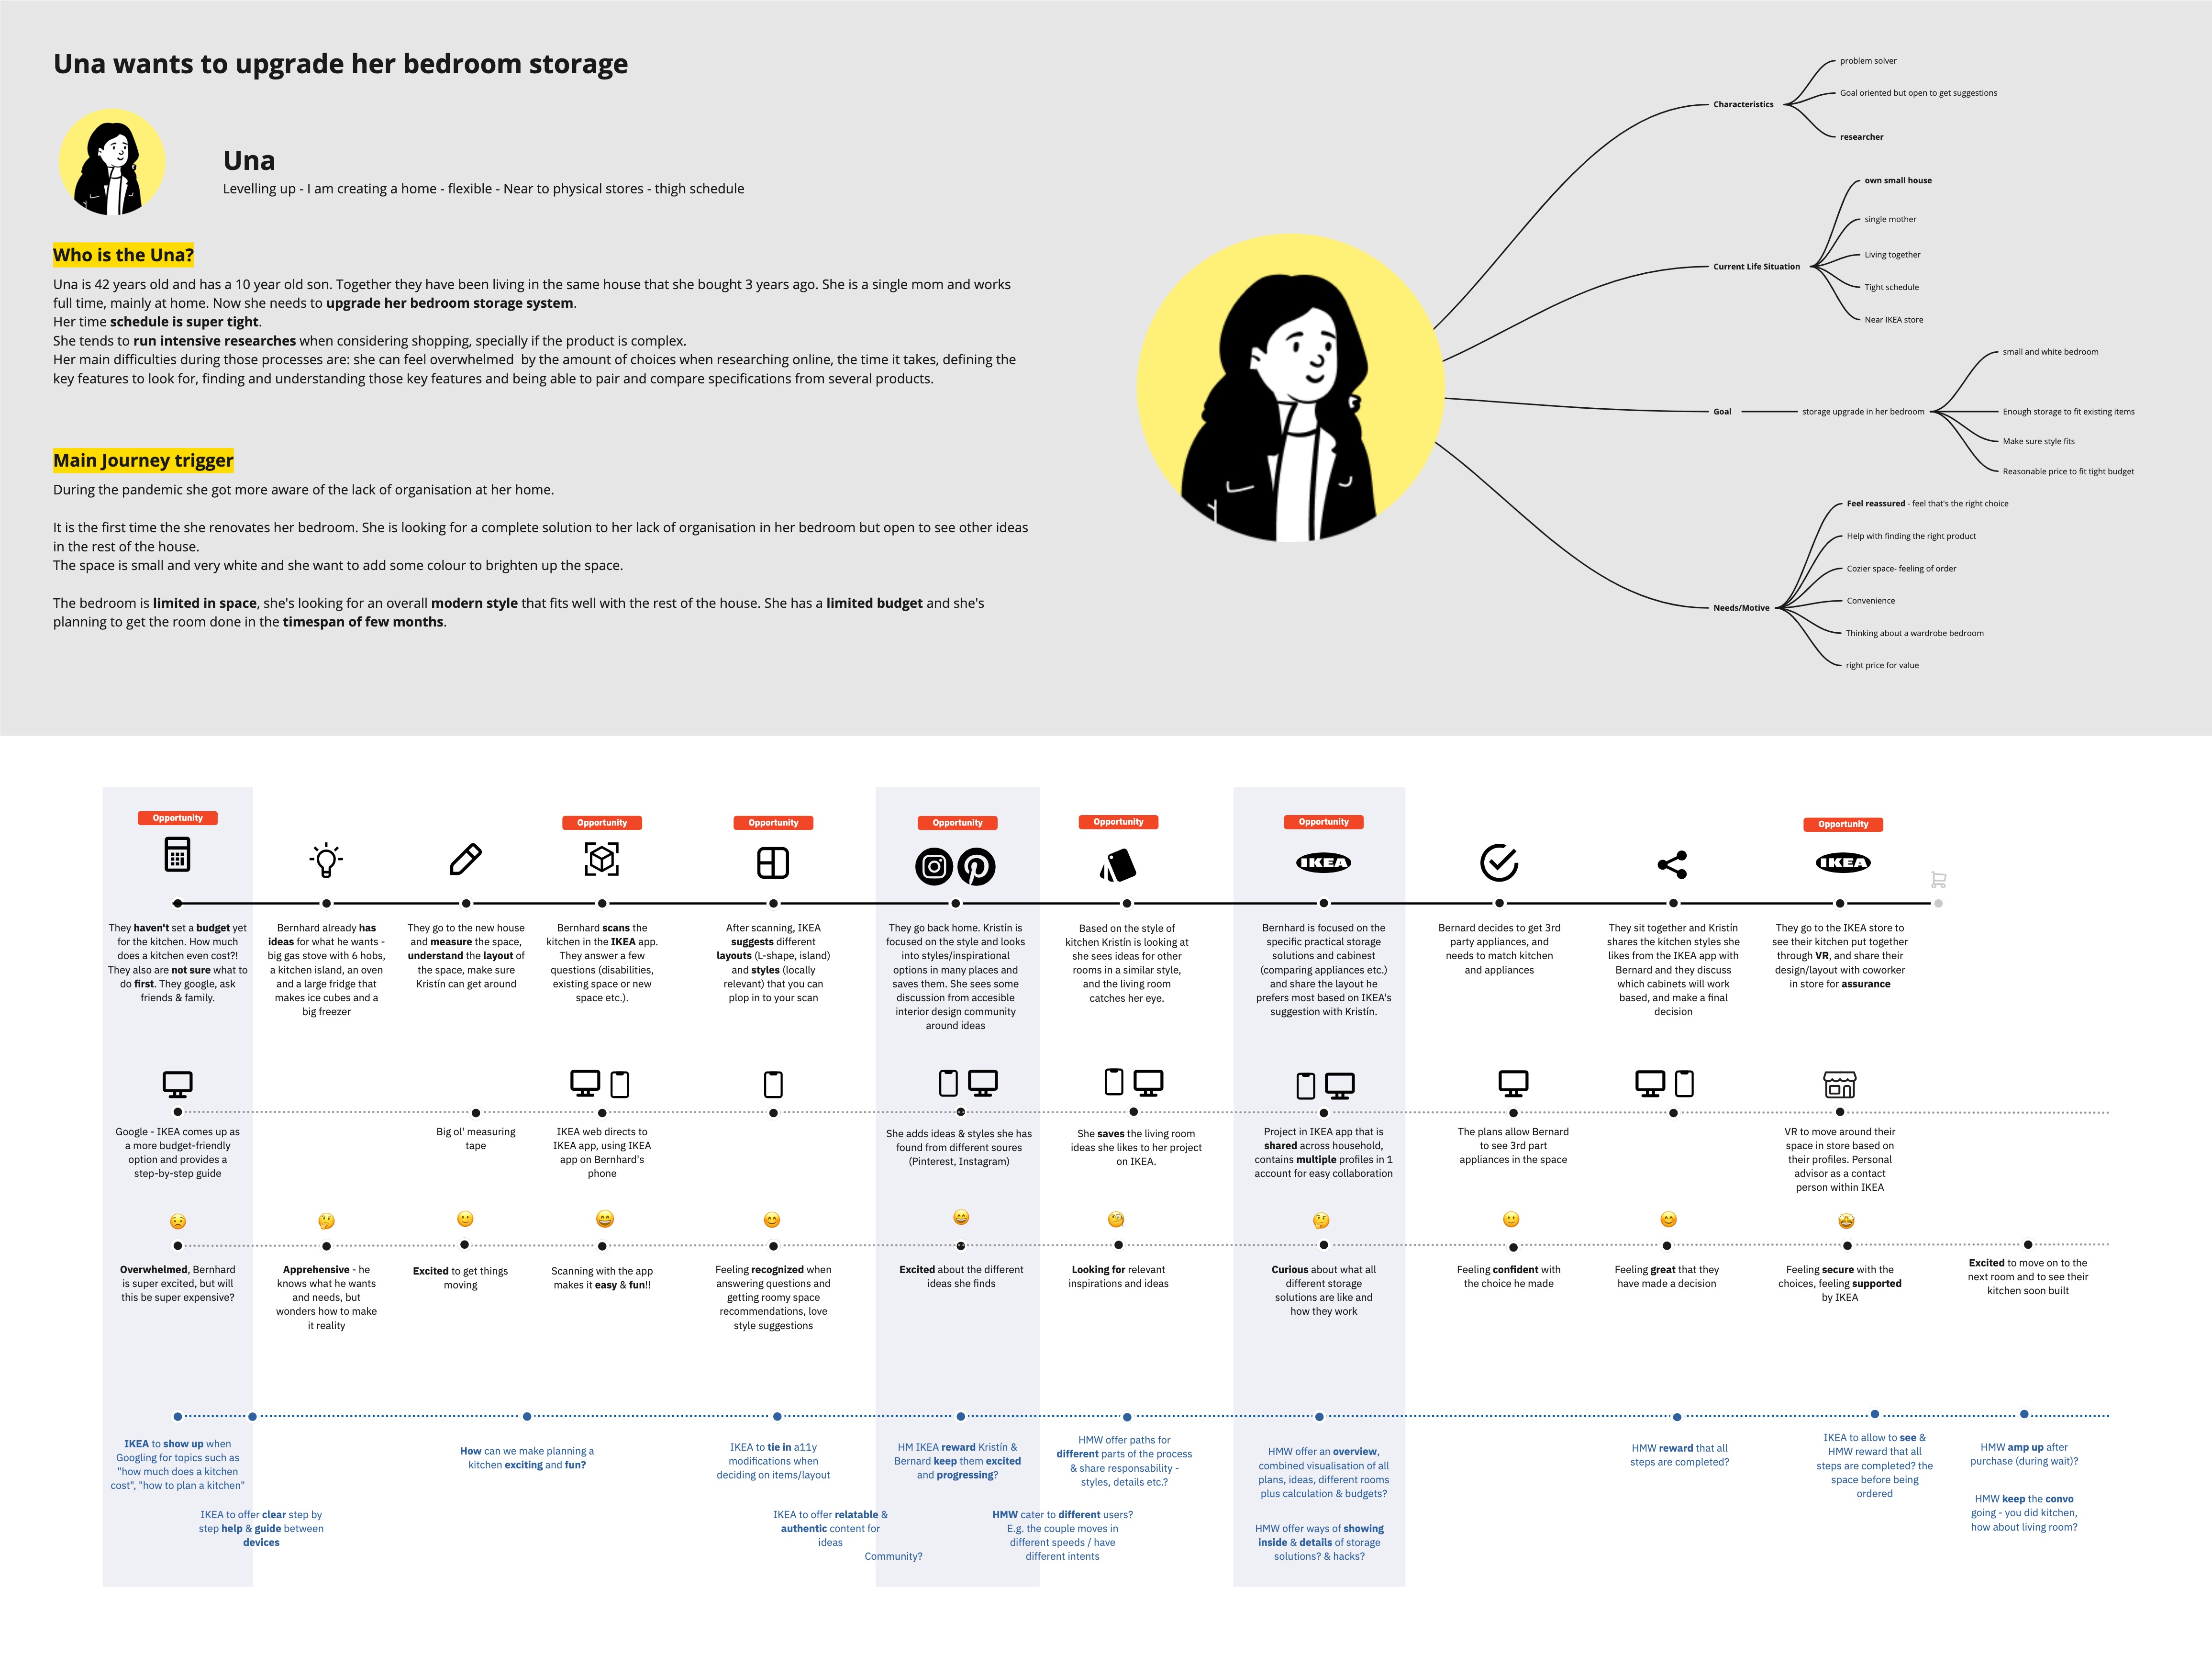 Una wants to upgrade her bedroom storage
Una
Levelling up - I am creating a home - flexible - Near to physical stores - thigh schedule
Who is the Una?
Una is 42 years old and has a 10 year old son. Together they have been living in the same house that she bought 3 years ago. She is a single mom and works
full time, mainly at home. Now she needs to upgrade her bedroom storage system.
Her time schedule is super tight.
She tends to run intensive researches when considering shopping, specially if the product is complex.
Her main difficulties during those processes are: she can feel overwhelmed by the amount of choices when researching online, the time it takes, defining the
key features to look for, finding and understanding those key features and being able to pair and compare specifications from several products.
Main Journey trigger
During the pandemic she got more aware of the lack of organisation at her home.
It is the first time the she renovates her bedroom. She is looking for a complete solution to her lack of organisation in her bedroom but open to see other ideas
in the rest of the house.
The space is small and very white and she want to add some colour to brighten up the space.
The bedroom is limited in space, she's looking for an overall modern style that fits well with the rest of the house. She has a limited budget and she's
planning to get the room done in the timespan of few months.
Characteristics
problem solver
Goal oriented but open to get suggestions
researcher
Current Life Situation
own small house
single mother
Living together
Tight schedule
Near IKEA store
Goal
storage upgrade in her bedroom
small and white bedroom
Enough storage to fit existing items
Make sure style fits
Reasonable price to fit tight budget
Needs/Motive
Feel reassured - feel that's the right choice
Help with finding the right product
Cozier space- feeling of order
Convenience
Thinking about a wardrobe bedroom
right price for value
Opportunity
Opportunity
Opportunity
Opportunity
Opportunity
Opportunity
Opportunity
IKEA
IKEA
They haven't set a budget yet
for the kitchen. How much
does a kitchen even cost?!
They also are not sure what to
do first. They google, ask
friends & family.
Bernhard already has
ideas for what he wants -
big gas stove with 6 hobs,
a kitchen island, an oven
and a large fridge that
makes ice cubes and a
big freezer
They go to the new house
and measure the space,
understand the layout of
the space, make sure
Kristín can get around
Bernhard scans the
kitchen in the IKEA app.
They answer a few
questions (disabilities,
existing space or new
space etc.).
After scanning, IKEA
suggests different
layouts (L-shape, island)
and styles (locally
relevant) that you can
plop in to your scan
They go back home. Kristín is
focused on the style and looks
into styles/inspirational
options in many places and
saves them. She sees some
discussion from accesible
interior design community
around ideas
Based on the style of
kitchen Kristín is looking at
she sees ideas for other
rooms in a similar style,
and the living room
catches her eye.
Bernhard is focused on the
specific practical storage
solutions and cabinest
(comparing appliances etc.)
and share the layout he
prefers most based on IKEA's
suggestion with Kristín.
Bernard decides to get 3rd
party appliances, and
needs to match kitchen
and appliances
They sit together and Kristín
shares the kitchen styles she
likes from the IKEA app with
Bernard and they discuss
which cabinets will work
based, and make a final
decision
They go to the IKEA store to
see their kitchen put together
through VR, and share their
design/layout with coworker
in store for assurance
Google - IKEA comes up as
a more budget-friendly
option and provides a
step-by-step guide
Big ol' measuring
tape
IKEA web directs to
IKEA app, using IKEA
app on Bernhard's
phone
She adds ideas & styles she has
found from different soures
(Pinterest, Instagram)
She saves the living room
ideas she likes to her project
on IKEA.
Project in IKEA app that is
shared across household,
contains multiple profiles in 1
account for easy collaboration
The plans allow Bernard
to see 3rd part
appliances in the space
VR to move around their
space in store based on
their profiles. Personal
advisor as a contact
person within IKEA
Overwhelmed, Bernhard
is super excited, but will
this be super expensive?
Apprehensive - he
knows what he wants
and needs, but
wonders how to make
it reality
Excited to get things
moving
Scanning with the app
makes it easy & fun!!
Feeling recognized when
answering questions and
getting roomy space
recommendations, love
style suggestions
Excited about the different
ideas she finds
Looking for relevant
inspirations and ideas
Curious about what all
different storage
solutions are like and
how they work
Feeling confident with
the choice he made
Feeling great that they
have made a decision
Feeling secure with the
choices, feeling supported
by IKEA
Excited to move on to the
next room and to see their
kitchen soon built
IKEA to show up when
Googling for topics such as
"how much does a kitchen
cost", "how to plan a kitchen"
IKEA to offer clear step by
step help & guide between
devices
How can we make planning a
kitchen exciting and fun?
IKEA to tie in a11y
modifications when
deciding on items/layout
IKEA to offer relatable &
authentic content for
ideas
Community?
HM IKEA reward Kristín &
Bernard keep them excited
and progressing?
HMW cater to different users?
E.g. the couple moves in
different speeds / have
different intents
HMW offer paths for
different parts of the process
& share responsability -
styles, details etc.?
HMW offer an overview,
combined visualisation of all
plans, ideas, different rooms
plus calculation & budgets?
HMW offer ways of showing
inside & details of storage
solutions? & hacks?
HMW reward that all
steps are completed?
IKEA to allow to see &
HMW reward that all
steps are completed? the
space before being
ordered
HMW amp up after
purchase (during wait)?
HMW keep the convo
going - you did kitchen,
how about living room?